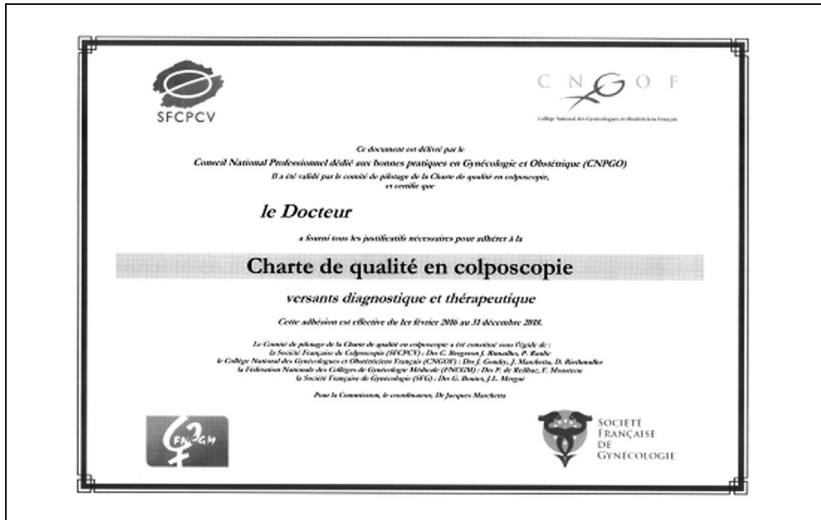 SFCPCV
CNGOF
Collège National des Gynécologues et Obstétriciens Français
Ce document est délivré par le
Conseil National Professionnel dédié aux bonnes pratiques en Gynécologie et Obstétrique (CNPGO)
Il a été validé par le comité de pilotage de la Charte de qualité en colposcopie,
et certifie que
le Docteur
a fourni tous les justificatifs nécessaires pour adhérer à la
Charte de qualité en colposcopie
versants diagnostique et thérapeutique
Cette adhésion est effective du 1er février 2016 au 31 décembre 2018.
Le Comité de pilotage de la Charte de qualité en colposcopie a été constitué sous l'égide de :
la Société Française de Colposcopie (SFCPCV) : Drs C. Bergeron J. P. Raulic
le Collège National des Gynécologues et Obstétriciens Français (CNGOF) : Drs J. Gondry, J. Marchetta, D. Riethmuller
la Fédération Nationale des Collèges de Gynécologie Médicale (FNCGM) : Drs P. de Reilhac,
la Société Française de Gynécologie (SFG) : Drs G. Boutet, J.L. Mergui
Pour la Commission, le coordinateur, Dr Jacques Marchetta
SOCIÉTÉ
FRANÇAISE
DE
GYNÉCOLOGIE